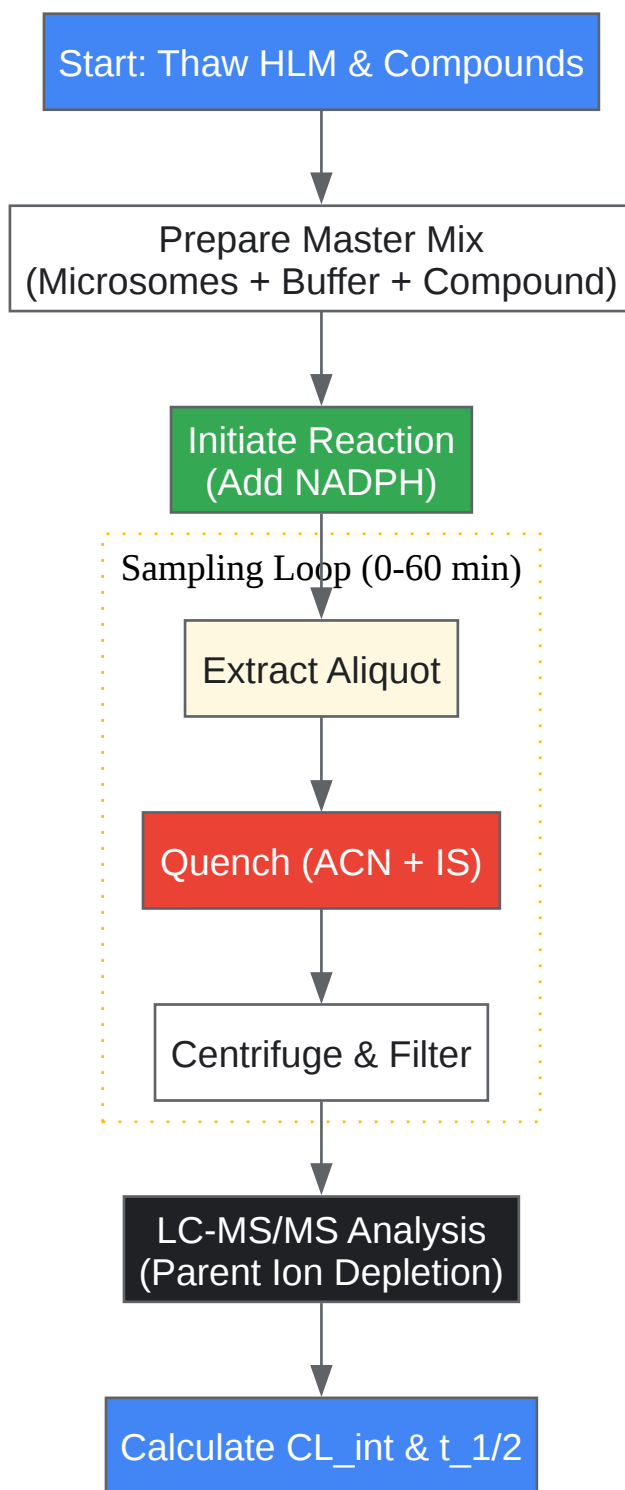 Start: Thaw HLM & Compounds
Prepare Master Mix
(Microsomes + Buffer + Compound)
Initiate Reaction
(Add NADPH)
Sampling Loop (0-60 min)
Extract Aliquot
Quench (ACN + IS)
Centrifuge & Filter
LC-MS/MS Analysis
(Parent Ion Depletion)
Calculate CL_int & t_1/2